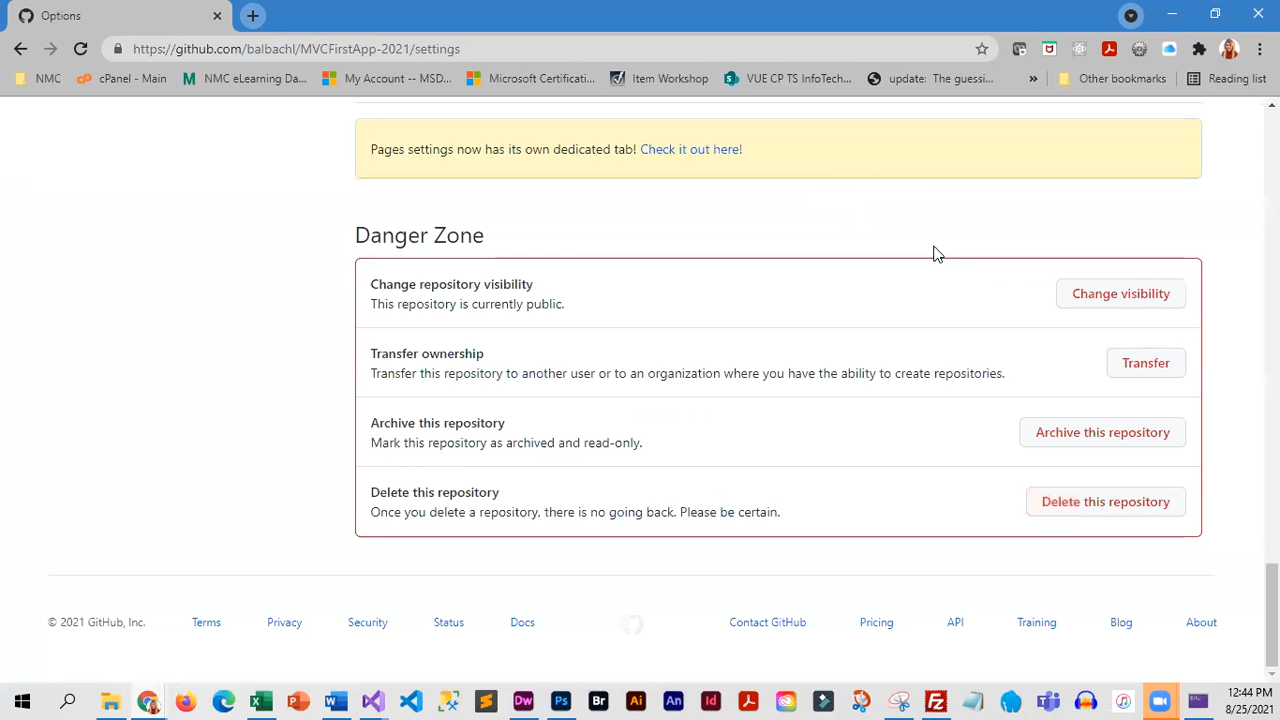 Options
https://github.com/balbachl/MVCFirstApp-2021/settings
NMC
cPanel - Main
NMC eLearning Da...
My Account -- MSD...
Microsoft Certificati...
Item Workshop
VUE CP TS InfoTech...
update: The guessi...
»
Other bookmarks
Reading list
Pages settings now has its own dedicated tab! Check it out here!
Danger Zone
Change repository visibility
This repository is currently public.
Change visibility
Transfer ownership
Transfer this repository to another user or to an organization where you have the ability to create repositories.
Transfer
Archive this repository
Mark this repository as archived and read-only.
Archive this repository
Delete this repository
Once you delete a repository, there is no going back. Please be certain.
Delete this repository
© 2021 GitHub, Inc.
Terms
Privacy
Security
Status
Docs
Contact GitHub
Pricing
API
Training
Blog
About
Dw
Ps
Br
Ai
An
Id
12:44 PM
8/25/2021